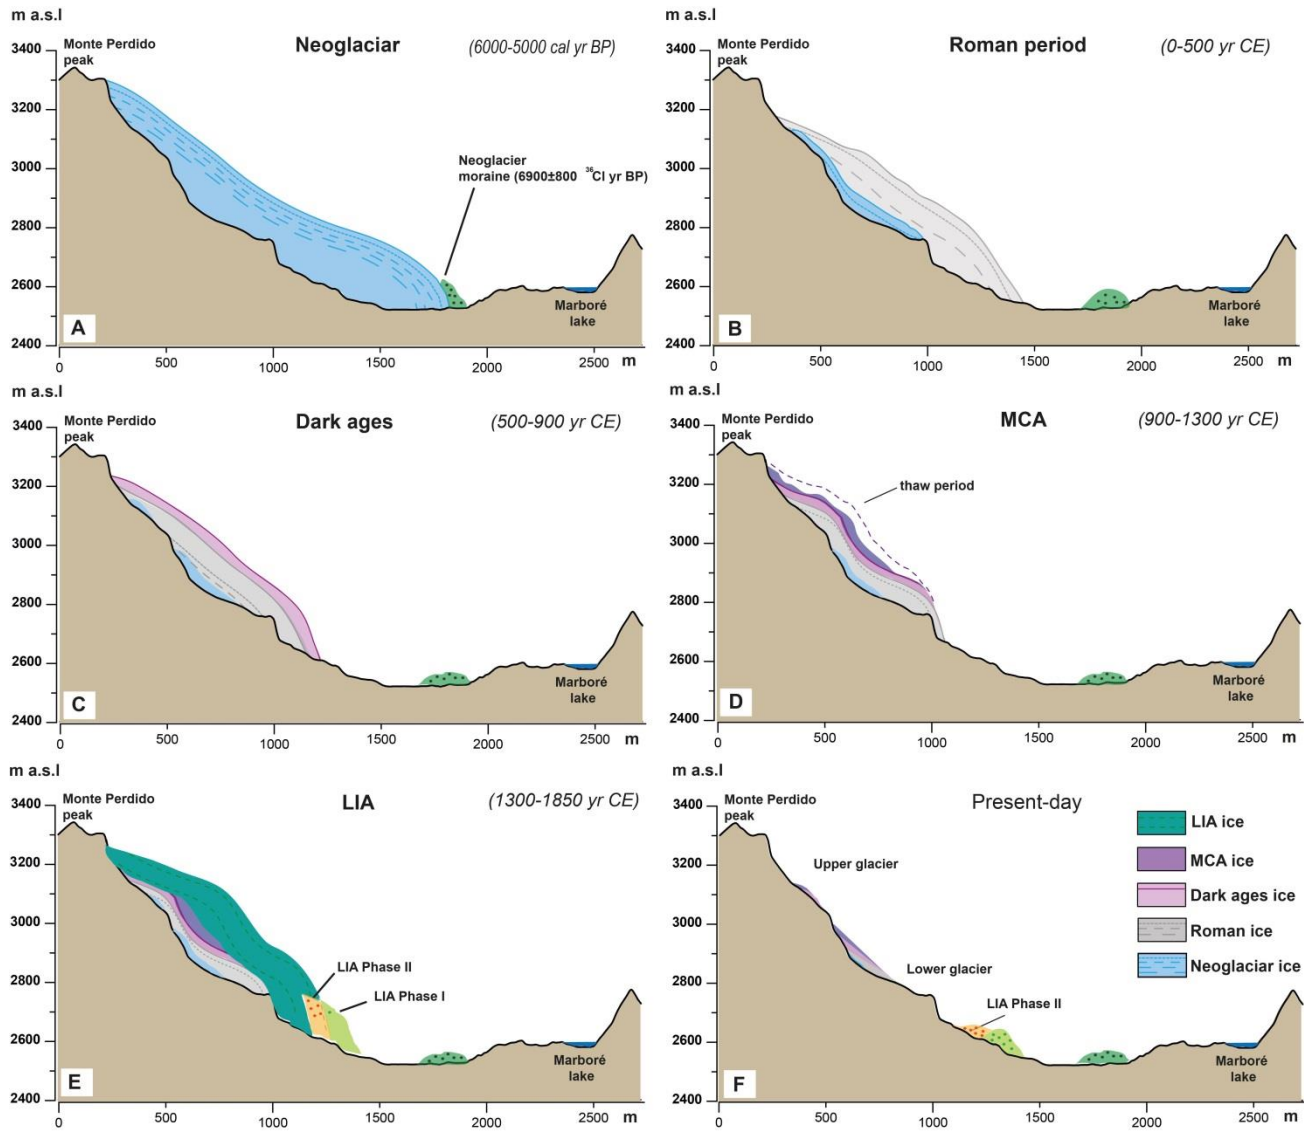 m a.s.l
Neoglaciar
(6000-5000 cal yr BP)
3400
Monte Perdido
peak
3200
3000
Neoglacier
moraine (6900±800 ³⁶Cl yr BP)
2800
2600
Marboré
lake
A
2400
0
500
1000
1500
2000
2500
m
m a.s.l
Roman period
(0-500 yr CE)
3400
Monte Perdido
peak
3200
3000
2800
2600
Marboré
lake
B
2400
0
500
1000
1500
2000
2500
m
m a.s.l
Dark ages
(500-900 yr CE)
3400
Monte Perdido
peak
3200
3000
2800
2600
Marboré
lake
C
2400
0
500
1000
1500
2000
2500
m
m a.s.l
MCA
(900-1300 yr CE)
3400
Monte Perdido
peak
thaw period
3200
3000
2800
2600
Marboré
lake
D
2400
0
500
1000
1500
2000
2500
m
m a.s.l
LIA
(1300-1850 yr CE)
3400
Monte Perdido
peak
3200
3000
LIA Phase II
LIA Phase I
2800
2600
Marboré
lake
E
2400
0
500
1000
1500
2000
2500
m
m a.s.l
Present-day
3400
Monte Perdido
peak
LIA ice
MCA ice
Dark ages ice
Roman ice
Neoglaciar ice
3200
Upper glacier
3000
Lower glacier
2800
LIA Phase II
2600
Marboré
lake
F
2400
0
500
1000
1500
2000
2500
m